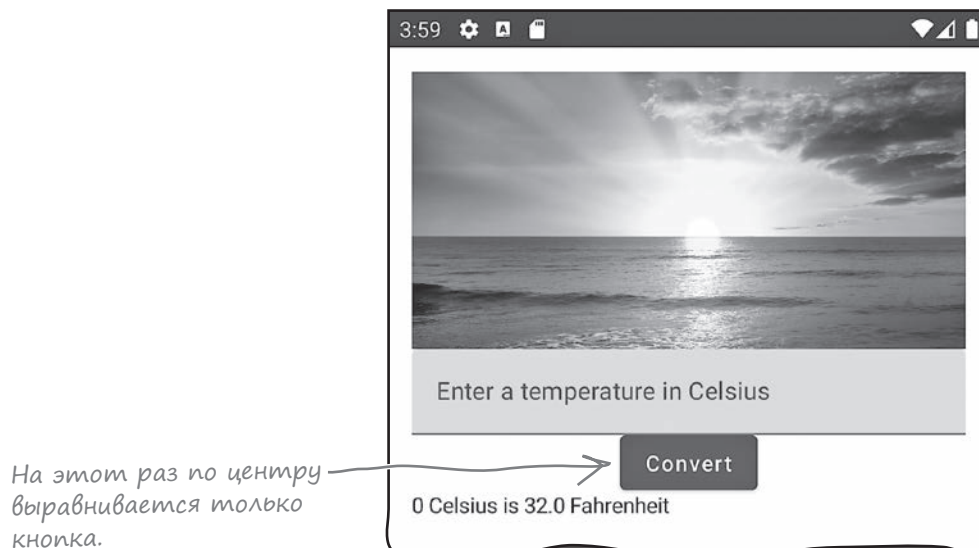 3:59
Enter a temperature in Celsius
Convert
На этот раз по центру
выравнивается только
кнопка.
0 Celsius is 32.0 Fahrenheit